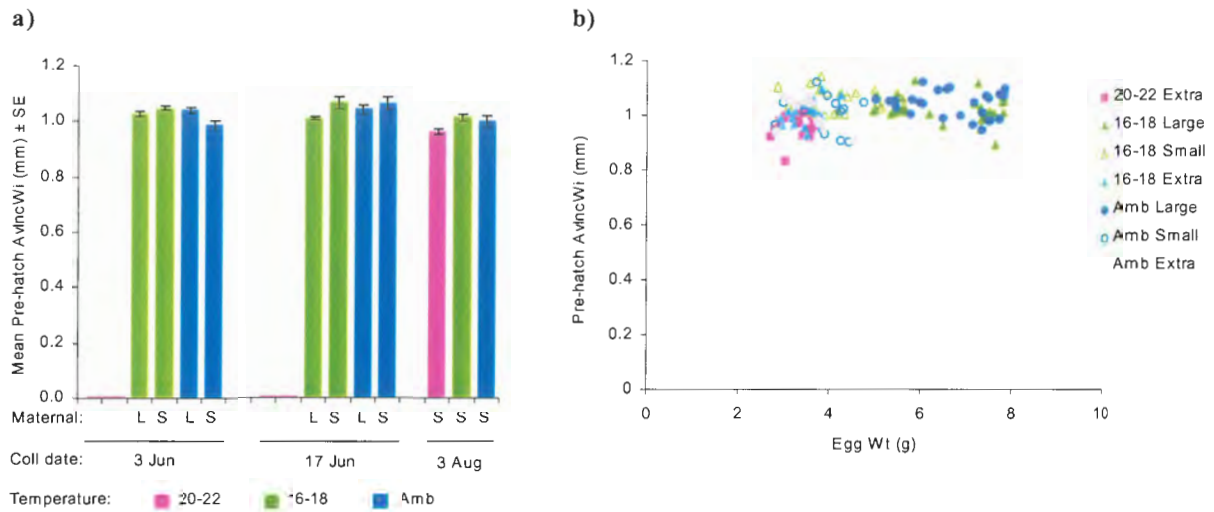 a)
Mean Pre-hatch AvIncWi (mm) ± SE
1.2
1.0
0.8
0.6
0.4
0.2
0.0
Maternal: L S L S L S L S S S S
Coll date: 3 Jun 17 Jun 3 Aug
Temperature: 20-22 16-18 Amb
b)
Pre-hatch AvIncWi (mm)
1.2
1
0.8
0.6
0.4
0.2
0
0 2 4 6 8 10
Egg Wt (g)
20-22 Extra
16-18 Large
16-18 Small
16-18 Extra
Amb Large
Amb Small
Amb Extra